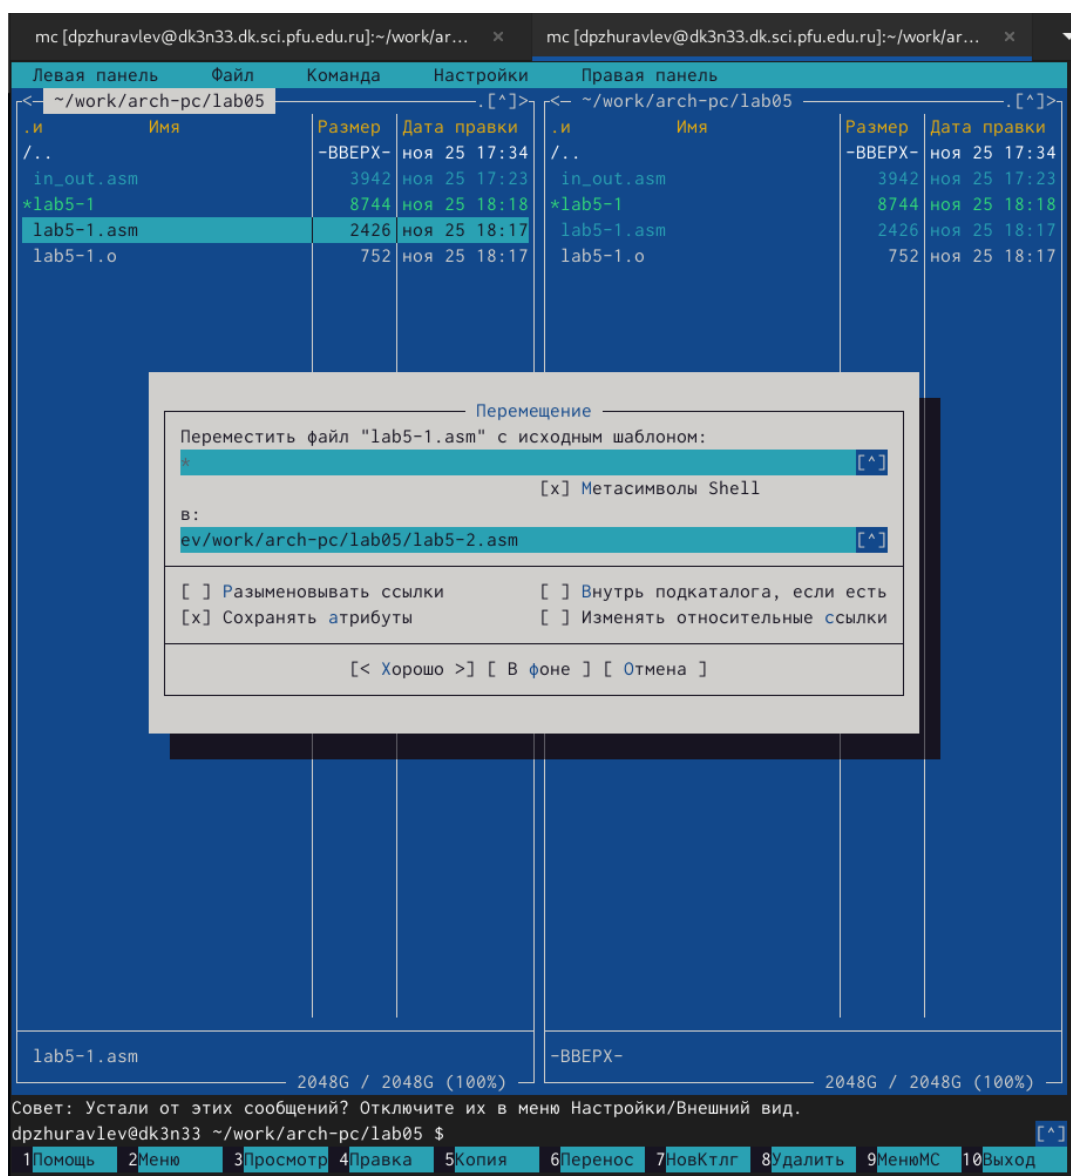 mc [dpzhuravlev@dk3n33.dk.sci.pfu.edu.ru]:~/work/ar... × mc [dpzhuravlev@dk3n33.dk.sci.pfu.edu.ru]:~/work/ar... ×
Левая панель Файл Команда Настройки Правая панель
<— ~/work/arch-pc/lab05 .[^]> <— ~/work/arch-pc/lab05 .[^]>
.и Имя Размер Дата правки .и Имя Размер Дата правки
/.. -ВВЕРХ- ноя 25 17:34 /.. -ВВЕРХ- ноя 25 17:34
in_out.asm 3942 ноя 25 17:23 in_out.asm 3942 ноя 25 17:23
*lab5-1 8744 ноя 25 18:18 *lab5-1 8744 ноя 25 18:18
lab5-1.asm 2426 ноя 25 18:17 lab5-1.asm 2426 ноя 25 18:17
lab5-1.o 752 ноя 25 18:17 lab5-1.o 752 ноя 25 18:17
Перемещение
Переместить файл "lab5-1.asm" с исходным шаблоном:
* [^]
[x] Метасимволы Shell
в:
ev/work/arch-pc/lab05/lab5-2.asm [^]
[ ] Разыменовывать ссылки [ ] Внутрь подкаталога, если есть
[x] Сохранять атрибуты [ ] Изменять относительные ссылки
[< Хорошо >] [ В фоне ] [ Отмена ]
lab5-1.asm -ВВЕРХ-
2048G / 2048G (100%) 2048G / 2048G (100%)
Совет: Устали от этих сообщений? Отключите их в меню Настройки/Внешний вид.
dpzhuravlev@dk3n33 ~/work/arch-pc/lab05 $ [^]
1Помощь 2Меню 3Просмотр 4Правка 5Копия 6Перенос 7НовКтлг 8Удалить 9МенюМС 10Выход